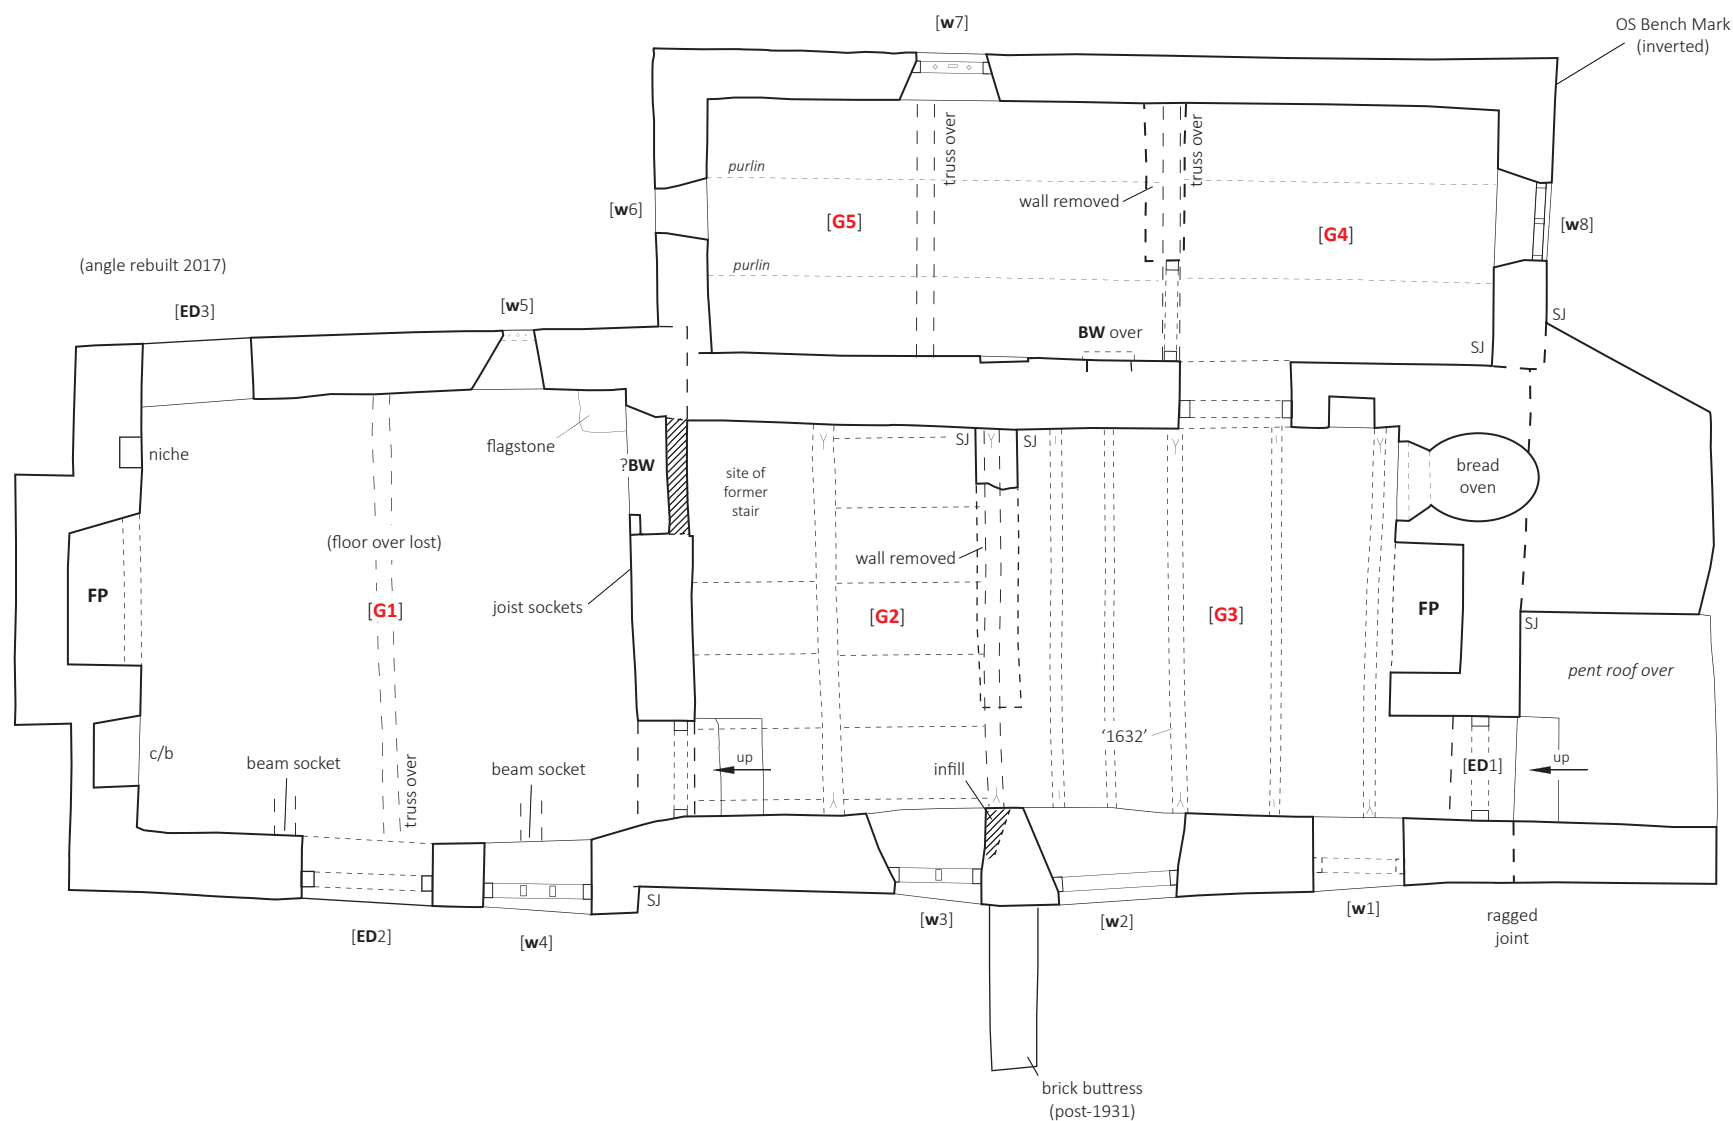 [w7]
OS Bench Mark
(inverted)
truss over
truss over
purlin
wall removed
[w6]
[G5]
[G4]
[w8]
(angle rebuilt 2017)
purlin
[ED3]
[w5]
SJ
BW over
SJ
flagstone
SJ
SJ
niche
?BW
site of
former
stair
bread
oven
(floor over lost)
wall removed
FP
[G1]
joist sockets
[G2]
[G3]
FP
SJ
pent roof over
'1632'
c/b
beam socket
beam socket
up
infill
[ED1]
up
truss over
SJ
[ED2]
[w4]
[w3]
[w2]
[w1]
ragged
joint
brick buttress
(post-1931)